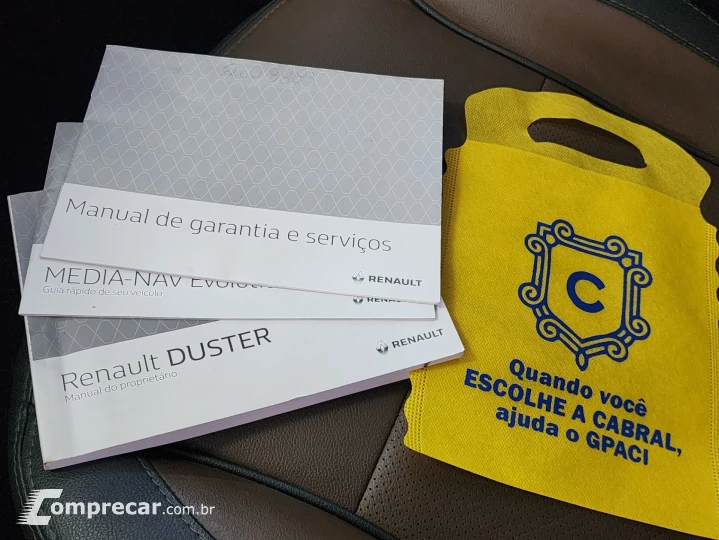 Manual de garantia e serviços
RENAULT
MEDIA-NAV
Guia rápido de seu veículo
RENAULT
Renault DUSTER
Manual do proprietário
RENAULT
C
Quando você
ESCOLHE A CABRAL,
ajuda o GPACI
Comprecar.com.br